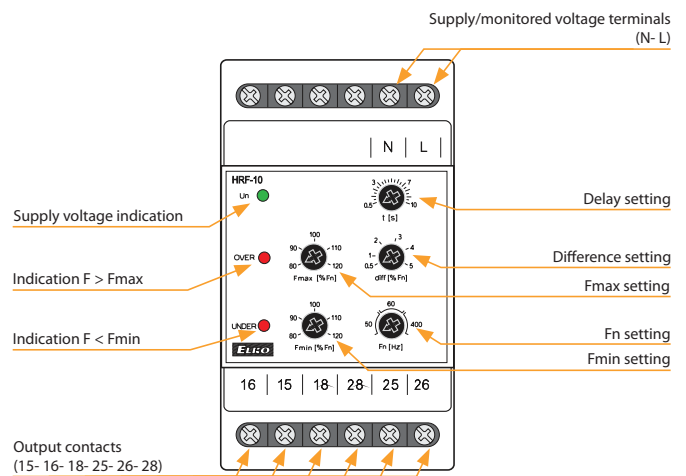 Supply/monitored voltage terminals
(N- L)
N L
HRF-10
Un
3 7
0.5 10
t [s]
Delay setting
Supply voltage indication
100
90 110
80 120
Fmax [%Fn]
OVER
2 3
1 4
0.5 5
diff [%Fn]
Difference setting
Fmax setting
Indication F > Fmax
100
90 110
80 120
Fmin [%Fn]
UNDER
60
50 400
Fn [Hz]
Fn setting
Fmin setting
Indication F < Fmin
ELKO
16 15 18 28 25 26
Output contacts
(15- 16- 18- 25- 26- 28)